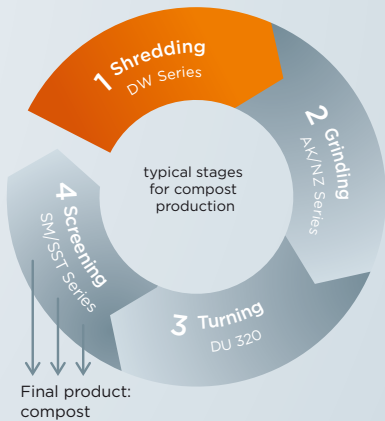 1 Shredding
DW Series
2 Grinding
AK/NZ Series
3 Turning
DU 320
4 Screening
SM/SST Series
typical stages
for compost
production
Final product:
compost